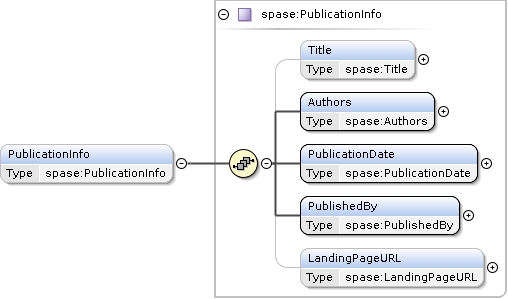 spase:PublicationInfo
Title
Type spase:Title
Authors
Type spase:Authors
PublicationInfo
Type spase:PublicationInfo
PublicationDate
Type spase:PublicationDate
PublishedBy
Type spase:PublishedBy
LandingPageURL
Type spase:LandingPageURL